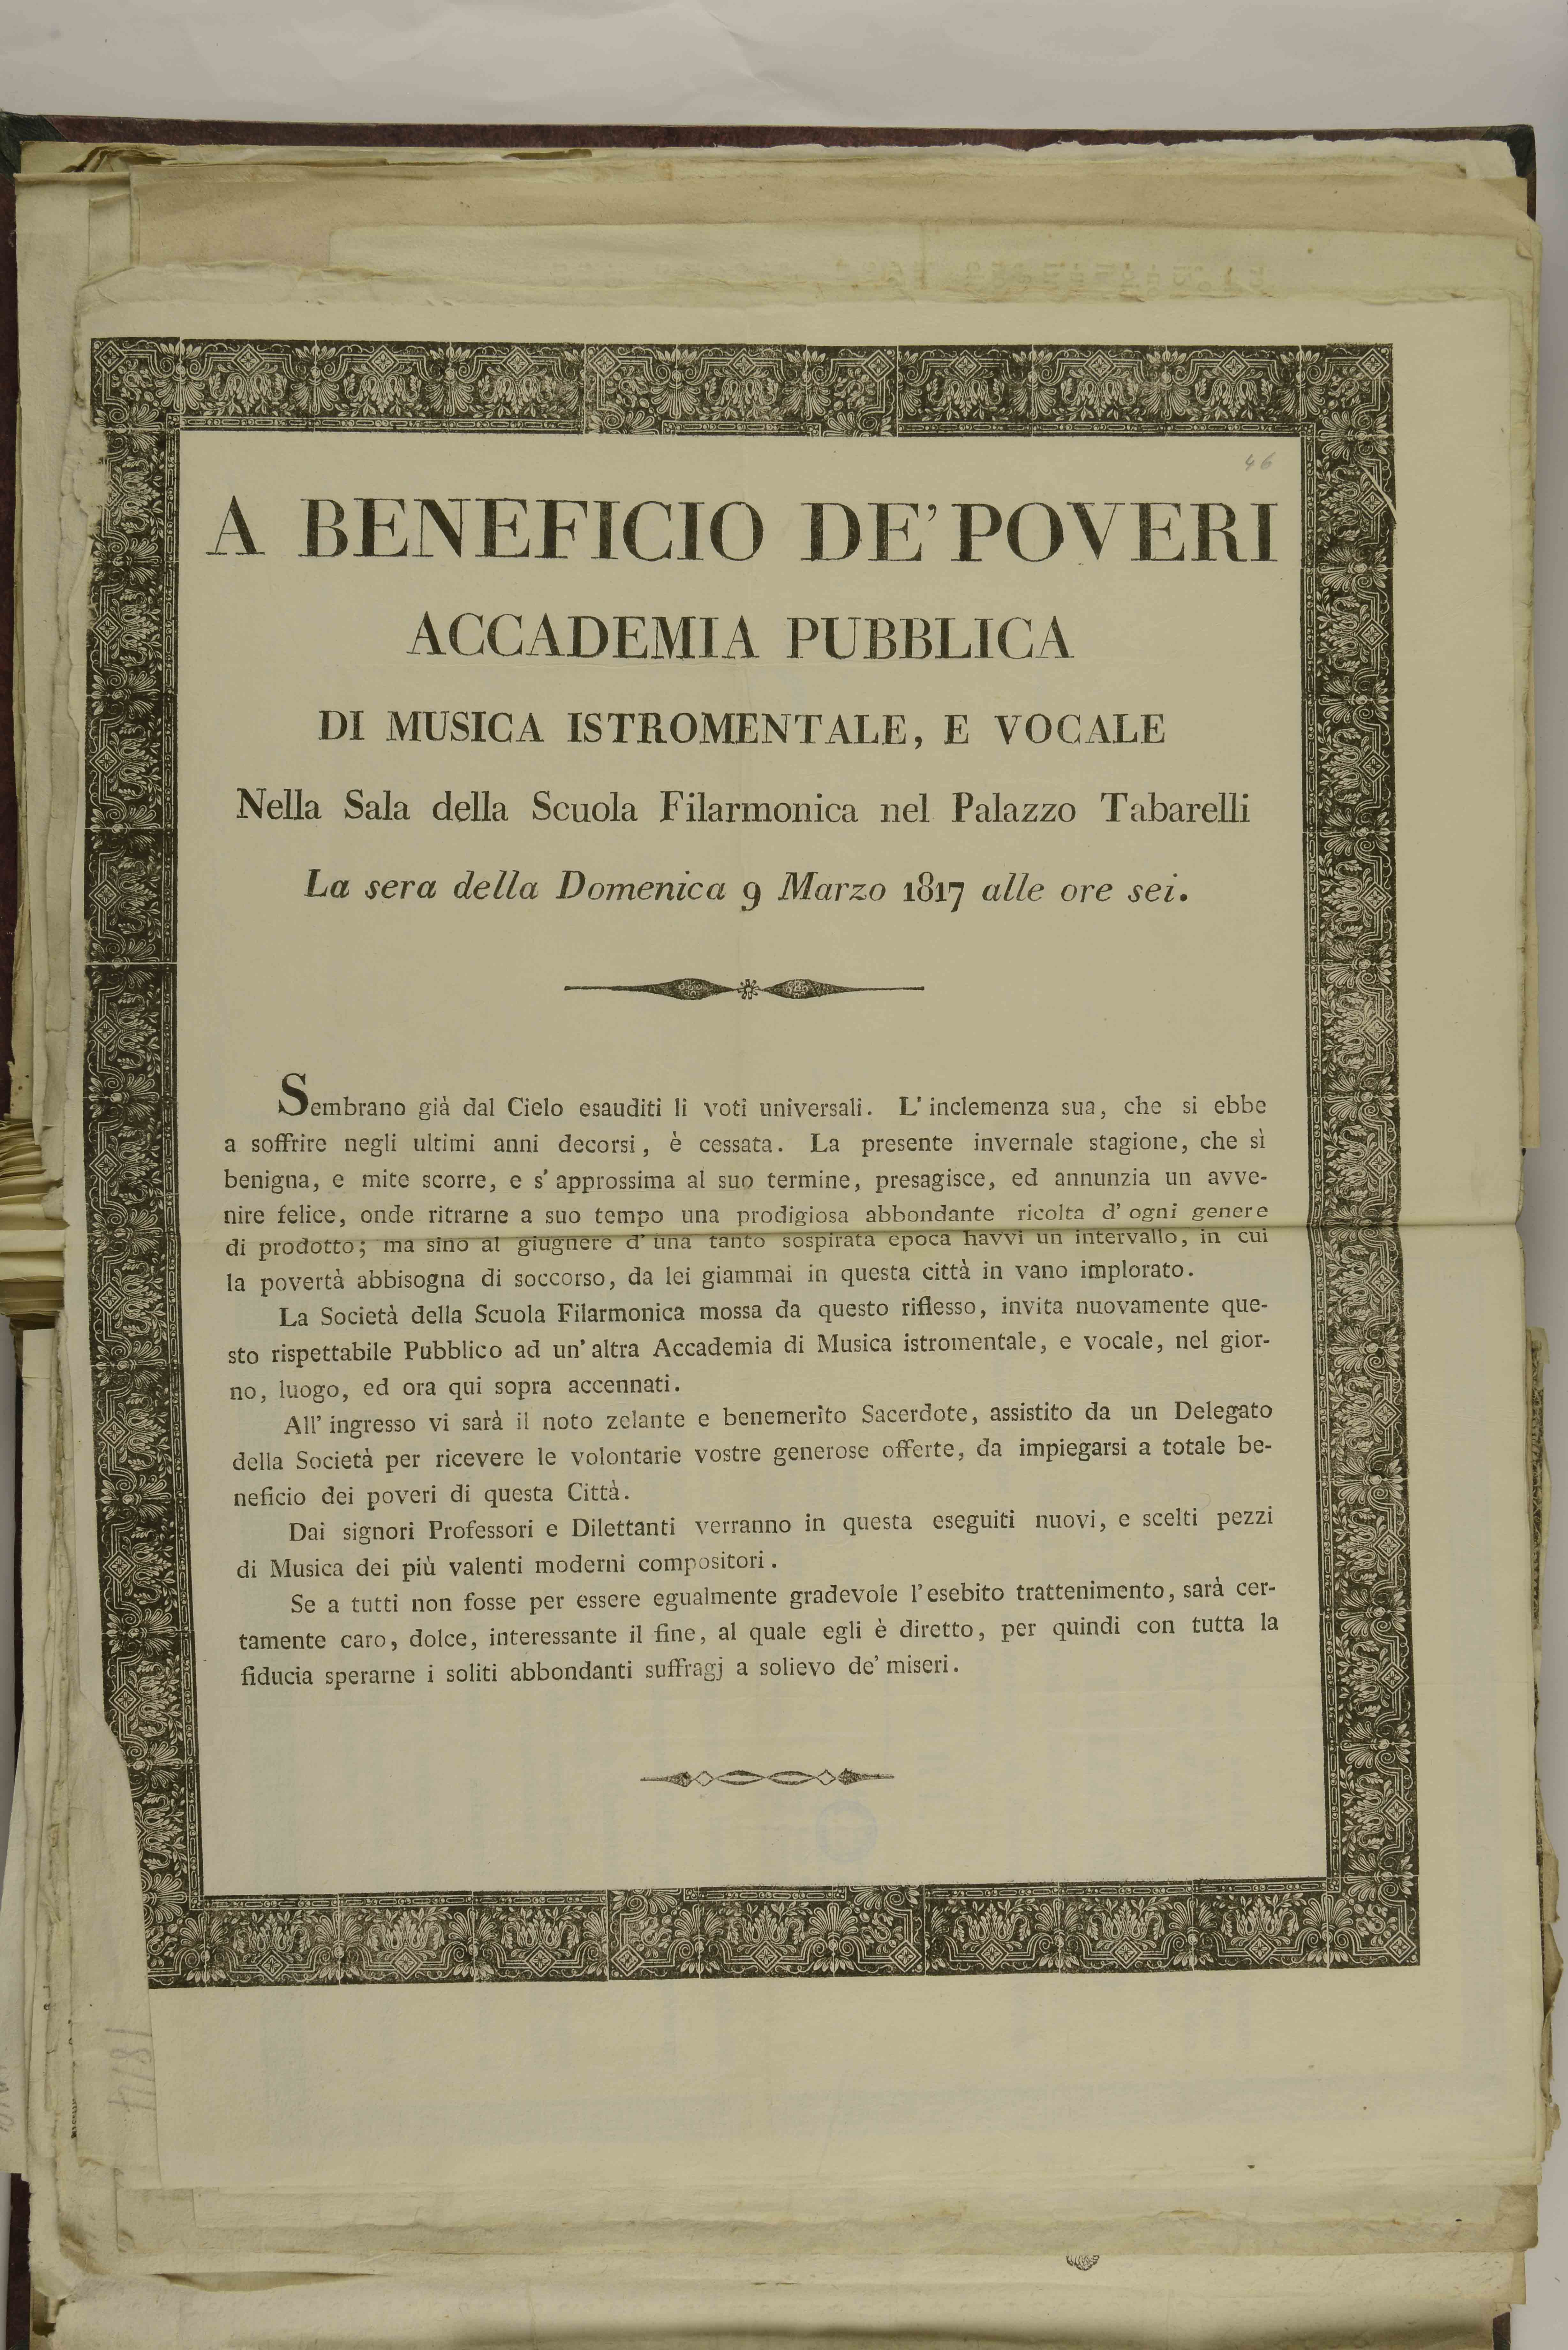 46
A BENEFICIO DE' POVERI
ACCADEMIA PUBBLICA
DI MUSICA ISTROMENTALE, E VOCALE
Nella Sala della Scuola Filarmonica nel Palazzo Tabarelli
La sera della Domenica 9 Marzo 1817 alle ore sei.
Sembrano già dal Cielo esauditi li voti universali. L'inclemenza sua, che si ebbe
a soffrire negli ultimi anni decorsi, è cessata. La presente invernale stagione, che sì
benigna, e mite scorre, e s'approssima al suo termine, presagisce, ed annunzia un avve-
nire felice, onde ritrarne a suo tempo una prodigiosa abbondante ricolta d'ogni genere
di prodotto; ma sino al giugnere d'una tanto sospirata epoca havvi un intervallo, in cui
la povertà abbisogna di soccorso, da lei giammai in questa città in vano implorato.
La Società della Scuola Filarmonica mossa da questo riflesso, invita nuovamente que-
sto rispettabile Pubblico ad un'altra Accademia di Musica istromentale, e vocale, nel gior-
no, luogo, ed ora qui sopra accennati.
All'ingresso vi sarà il noto zelante e benemerito Sacerdote, assistito da un Delegato
della Società per ricevere le volontarie vostre generose offerte, da impiegarsi a totale be-
neficio dei poveri di questa Città.
Dai signori Professori e Dilettanti verranno in questa eseguiti nuovi, e scelti pezzi
di Musica dei più valenti moderni compositori.
Se a tutti non fosse per essere egualmente gradevole l'esebito trattenimento, sarà cer-
tamente caro, dolce, interessante il fine, al quale egli è diretto, per quindi con tutta la
fiducia sperarne i soliti abbondanti suffragj a solievo de' miseri.